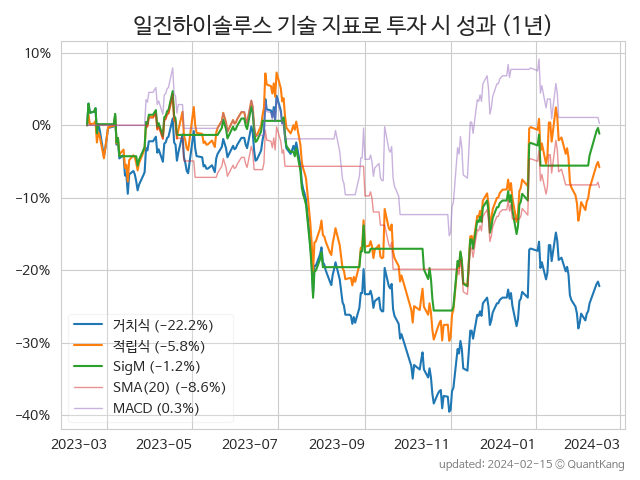 일진하이솔루스 기술 지표로 투자 시 성과 (1년)
10%
0%
−10%
−20%
−30%
−40%
거치식 (−22.2%)
적립식 (−5.8%)
SigM (−1.2%)
SMA(20) (−8.6%)
MACD (0.3%)
2023-03 2023-05 2023-07 2023-09 2023-11 2024-01 2024-03
updated: 2024-02-15 © QuantKang